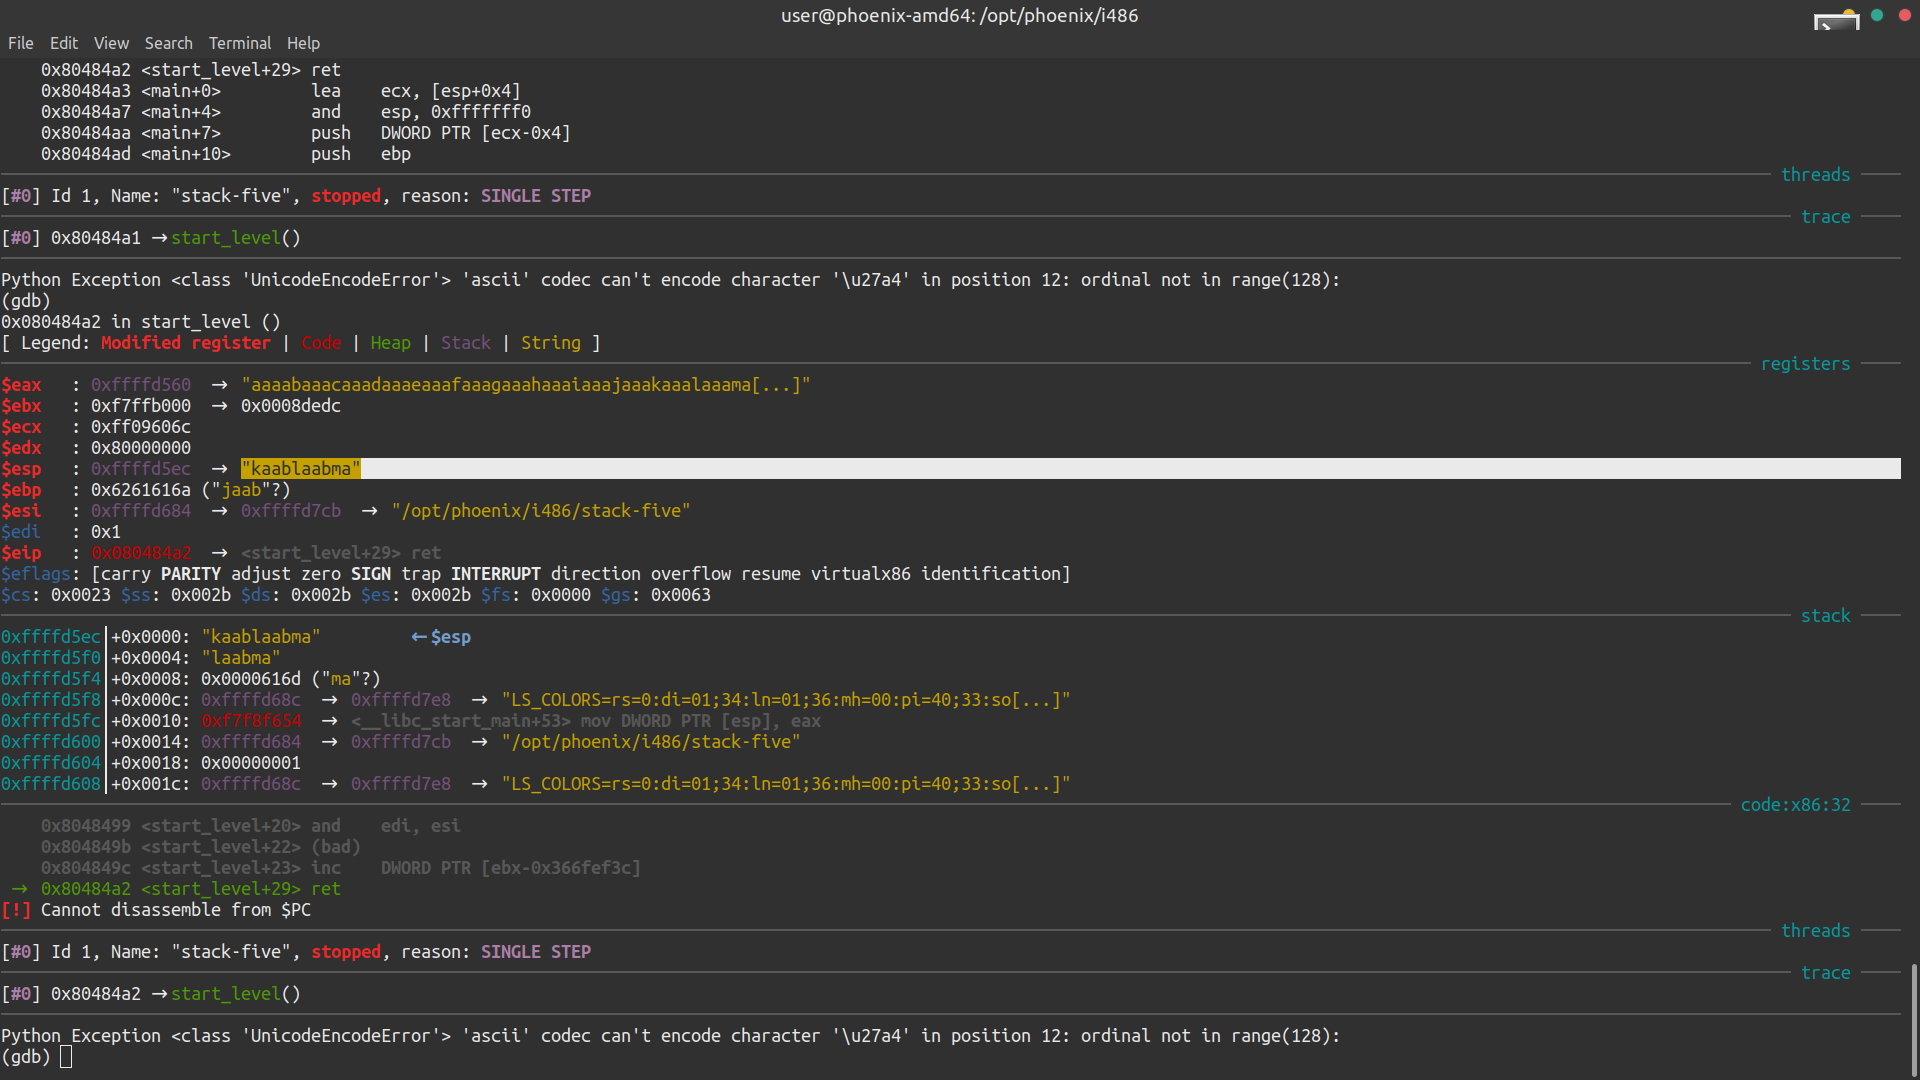 user@phoenix-amd64: /opt/phoenix/i486
File Edit View Search Terminal Help
0x80484a2 <start_level+29> ret
0x80484a3 <main+0> lea ecx, [esp+0x4]
0x80484a7 <main+4> and esp, 0xfffffff0
0x80484aa <main+7> push DWORD PTR [ecx-0x4]
0x80484ad <main+10> push ebp
threads
[#0] Id 1, Name: "stack-five", stopped, reason: SINGLE STEP
trace
[#0] 0x80484a1 → start_level()
Python Exception <class 'UnicodeEncodeError'> 'ascii' codec can't encode character '\u27a4' in position 12: ordinal not in range(128):
(gdb)
0x080484a2 in start_level ()
[ Legend: Modified register | Code | Heap | Stack | String ]
registers
$eax : 0xffffd560 → "aaaabaaacaaadaaaeaaafaaagaaahaaaiaaajaaakaaalaaama[...]"
$ebx : 0xf7ffb000 → 0x0008dedc
$ecx : 0xff09606c
$edx : 0x80000000
$esp : 0xffffd5ec → "kaablaabma"
$ebp : 0x6261616a ("jaab"?)
$esi : 0xffffd684 → 0xffffd7cb → "/opt/phoenix/i486/stack-five"
$edi : 0x1
$eip : 0x080484a2 → <start_level+29> ret
$eflags: [carry PARITY adjust zero SIGN trap INTERRUPT direction overflow resume virtualx86 identification]
$cs: 0x0023 $ss: 0x002b $ds: 0x002b $es: 0x002b $fs: 0x0000 $gs: 0x0063
stack
0xffffd5ec│+0x0000: "kaablaabma" ← $esp
0xffffd5f0│+0x0004: "laabma"
0xffffd5f4│+0x0008: 0x0000616d ("ma"?)
0xffffd5f8│+0x000c: 0xffffd68c → 0xffffd7e8 → "LS_COLORS=rs=0:di=01;34:ln=01;36:mh=00:pi=40;33:so[...]"
0xffffd5fc│+0x0010: 0xf7f8f654 → <__libc_start_main+53> mov DWORD PTR [esp], eax
0xffffd600│+0x0014: 0xffffd684 → 0xffffd7cb → "/opt/phoenix/i486/stack-five"
0xffffd604│+0x0018: 0x00000001
0xffffd608│+0x001c: 0xffffd68c → 0xffffd7e8 → "LS_COLORS=rs=0:di=01;34:ln=01;36:mh=00:pi=40;33:so[...]"
code:x86:32
0x8048499 <start_level+20> and edi, esi
0x804849b <start_level+22> (bad)
0x804849c <start_level+23> inc DWORD PTR [ebx-0x366fef3c]
→ 0x80484a2 <start_level+29> ret
[!] Cannot disassemble from $PC
threads
[#0] Id 1, Name: "stack-five", stopped, reason: SINGLE STEP
trace
[#0] 0x80484a2 → start_level()
Python Exception <class 'UnicodeEncodeError'> 'ascii' codec can't encode character '\u27a4' in position 12: ordinal not in range(128):
(gdb)